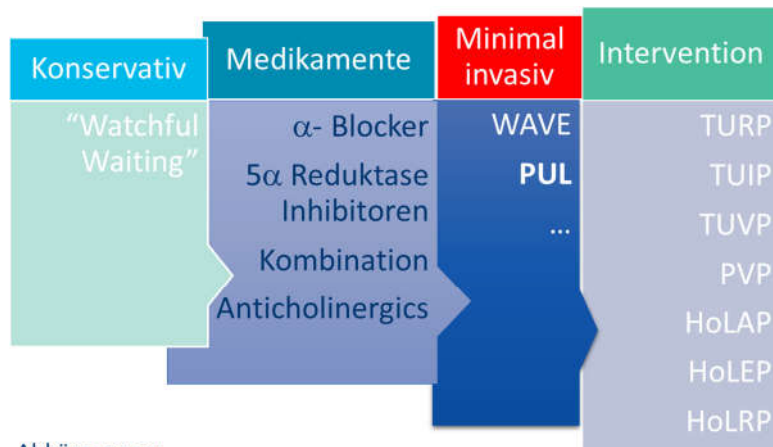 Konservativ
"Watchful
Waiting"
Medikamente
α- Blocker
5α Reduktase
Inhibitoren
Kombination
Anticholinergics
Minimal
invasiv
WAVE
PUL
...
Intervention
TURP
TUIP
TUVP
PVP
HoLAP
HoLEP
HoLRP